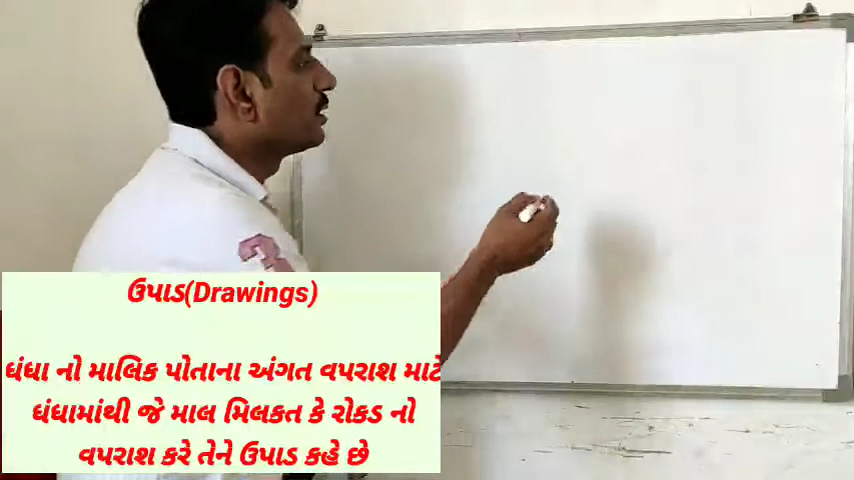 ઉપાડ(Drawings)
ધંધા નો માલિક પોતાના અંગત વપરાશ માટે
ધંધામાંથી જે માલ મિલકત કે રોકડ નો
વપરાશ કરે તેને ઉપાડ કહે છે